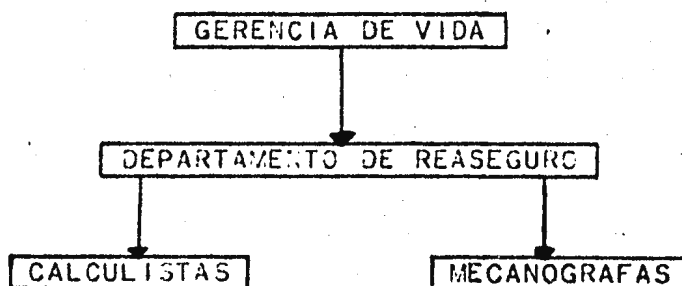 GERENCIA DE VIDA
DEPARTAMENTO DE REASEGURO
CALCULISTAS
MECANOGRAFAS